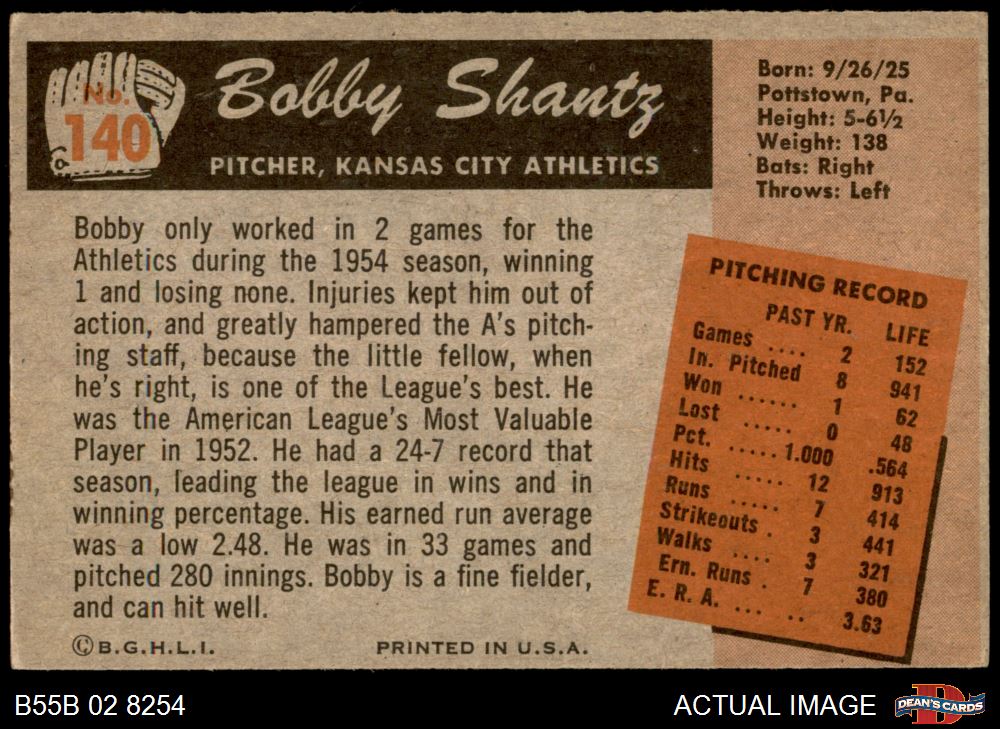 No.
140
Bobby Shantz
PITCHER, KANSAS CITY ATHLETICS
Born: 9/26/25
Pottstown, Pa.
Height: 5-6½
Weight: 138
Bats: Right
Throws: Left
Bobby only worked in 2 games for the
Athletics during the 1954 season, winning
1 and losing none. Injuries kept him out of
action, and greatly hampered the A's pitch-
ing staff, because the little fellow, when
he's right, is one of the League's best. He
was the American League's Most Valuable
Player in 1952. He had a 24-7 record that
season, leading the league in wins and in
winning percentage. His earned run average
was a low 2.48. He was in 33 games and
pitched 280 innings. Bobby is a fine fielder,
and can hit well.
PITCHING RECORD
PAST YR. LIFE
Games .... 2 152
In. Pitched 8 941
Won ...... 1 62
Lost ..... 0 48
Pct. ..... 1.000 .564
Hits ..... 12 913
Runs ..... 7 414
Strikeouts . 3 441
Walks .... 3 321
Ern. Runs . 7 380
E. R. A. ... .. 3.63
©B.G.H.L.I. PRINTED IN U.S.A.
B55B 02 8254 ACTUAL IMAGE DEAN'S CARDS